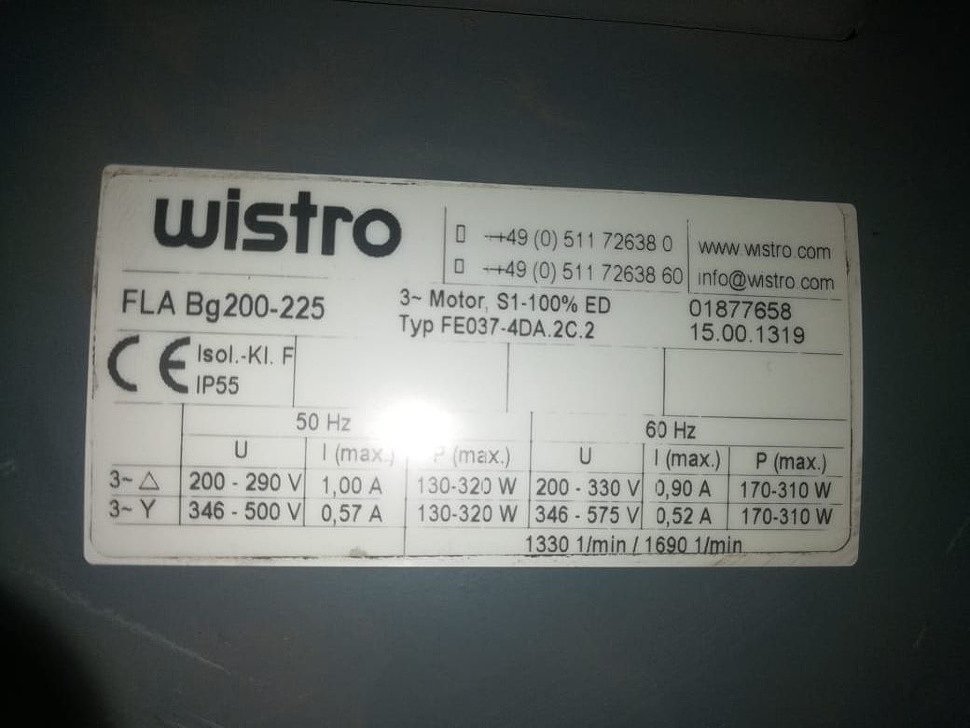 wistro
▯ +49 (0) 511 72638 0
▯ +49 (0) 511 72638 60
www wistro.com
info@wistro.com
FLA Bg200-225
3~ Motor, S1-100% ED
Typ FE037-4DA.2C.2
01877658
15.00.1319
CE Isol.-Kl. F
IP55
50 Hz 60 Hz
U I (max.) P (max.) U I (max.) P (max.)
3~ △ 200 - 290 V 1,00 A 130-320 W 200 - 330 V 0,90 A 170-310 W
3~ Y 346 - 500 V 0,57 A 130-320 W 346 - 575 V 0,52 A 170-310 W
1330 1/min / 1690 1/min